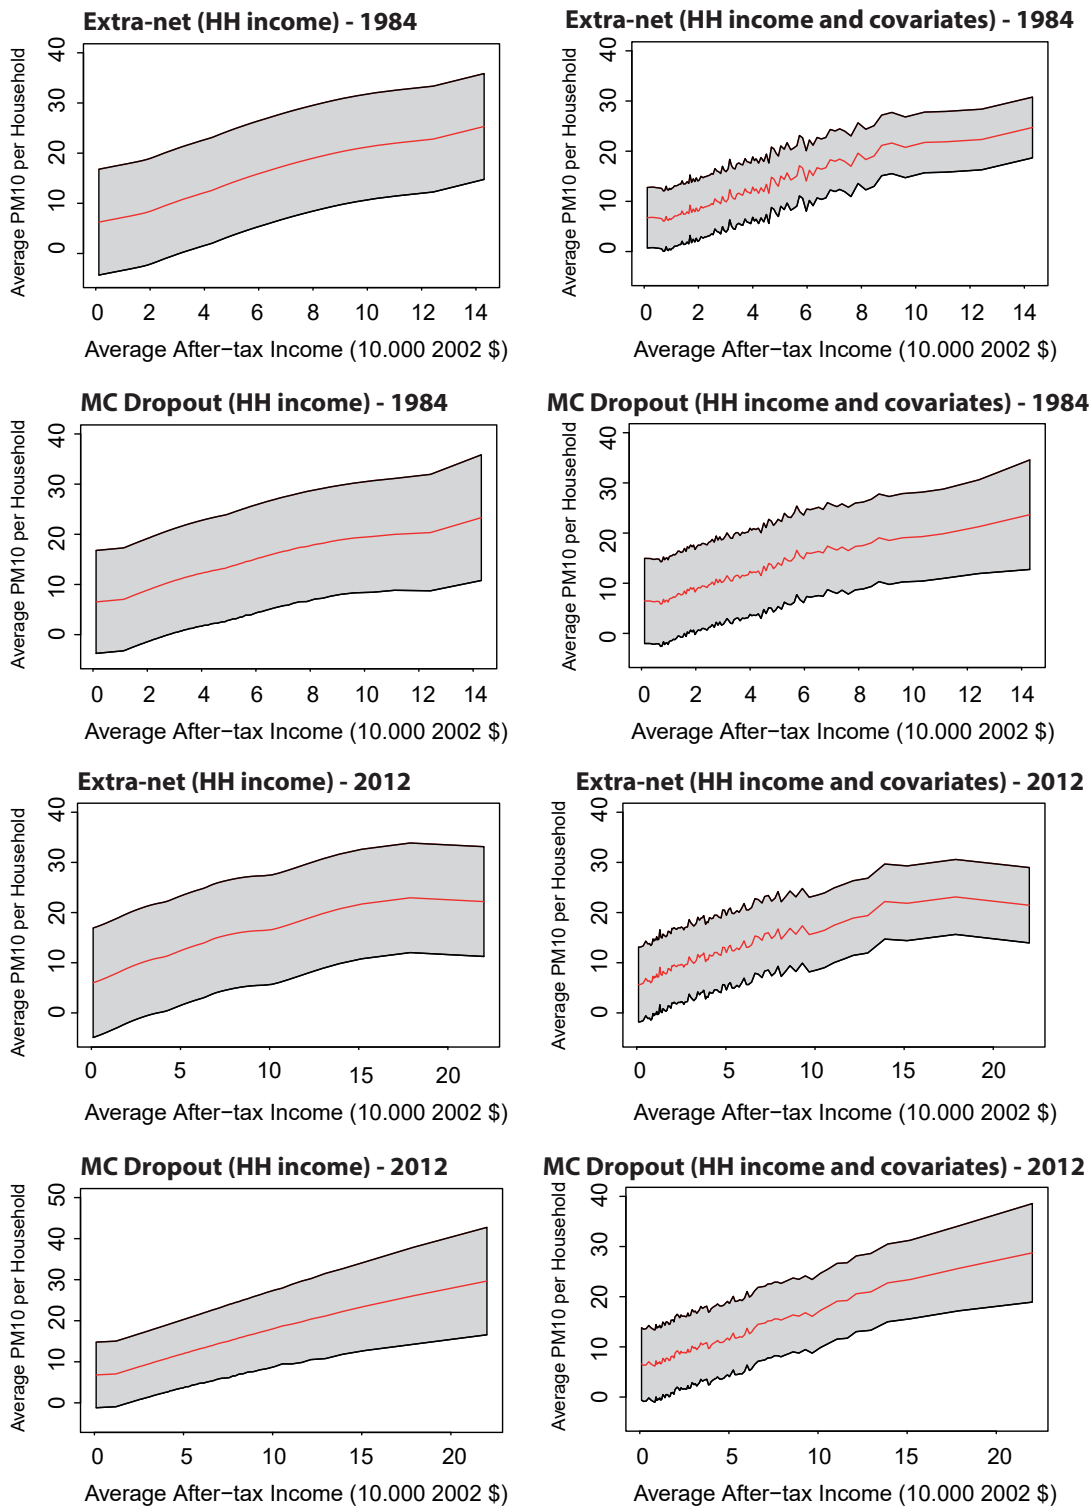 Extra-net (HH income) - 1984
Average PM10 per Household
40
30
20
10
0
0 2 4 6 8 10 12 14
Average After−tax Income (10.000 2002 $)
Extra-net (HH income and covariates) - 1984
Average PM10 per Household
40
30
20
10
0
0 2 4 6 8 10 12 14
Average After−tax Income (10.000 2002 $)
MC Dropout (HH income) - 1984
Average PM10 per Household
40
30
20
10
0
0 2 4 6 8 10 12 14
Average After−tax Income (10.000 2002 $)
MC Dropout (HH income and covariates) - 1984
Average PM10 per Household
40
30
20
10
0
0 2 4 6 8 10 12 14
Average After−tax Income (10.000 2002 $)
Extra-net (HH income) - 2012
Average PM10 per Household
40
30
20
10
0
0 5 10 15 20
Average After−tax Income (10.000 2002 $)
Extra-net (HH income and covariates) - 2012
Average PM10 per Household
40
30
20
10
0
0 5 10 15 20
Average After−tax Income (10.000 2002 $)
MC Dropout (HH income) - 2012
Average PM10 per Household
50
40
30
20
10
0
0 5 10 15 20
Average After−tax Income (10.000 2002 $)
MC Dropout (HH income and covariates) - 2012
Average PM10 per Household
40
30
20
10
0
0 5 10 15 20
Average After−tax Income (10.000 2002 $)